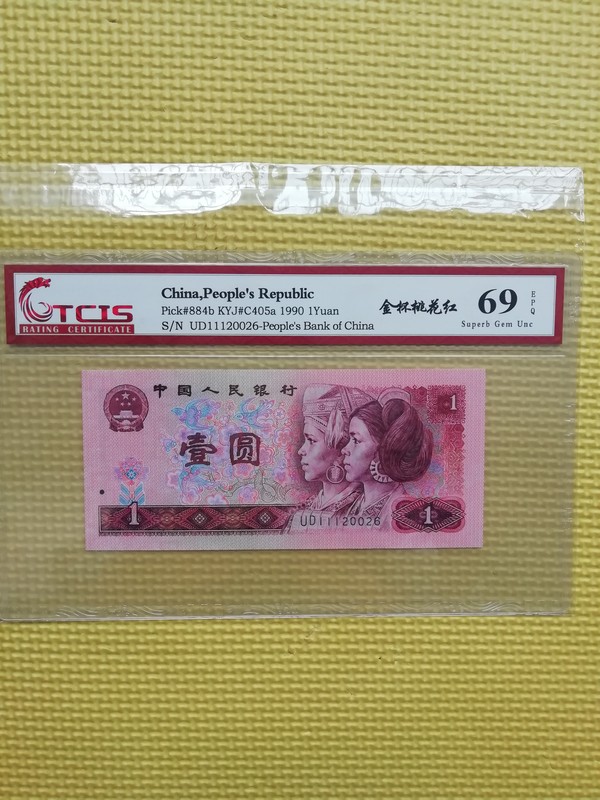 TCIS
RATING CERTIFICATE
China,People's Republic
Pick#884b KYJ#C405a 1990 1Yuan
S/N UD11120026-People's Bank of China
金杯桃花红
69
EPQ
Superb Gem Unc
中国人民银行
1
壹圆
1
UD11120026
1